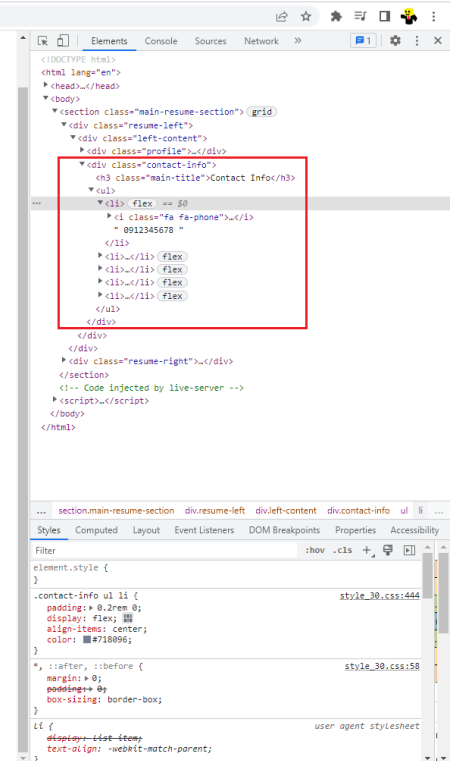 Elements Console Sources Network » 1
<!DOCTYPE html>
<html lang="en">
<head>…</head>
<body>
<section class="main-resume-section"> grid
<div class="resume-left">
<div class="left-content">
<div class="profile">…</div>
<div class="contact-info">
<h3 class="main-title">Contact Info</h3>
<ul>
… <li> flex == $0
<i class="fa fa-phone">…</i>
" 0912345678 "
</li>
<li>…</li> flex
<li>…</li> flex
<li>…</li> flex
<li>…</li> flex
</ul>
</div>
</div>
</div>
<div class="resume-right">…</div>
</section>
<!-- Code injected by live-server -->
<script>…</script>
</body>
</html>
… section.main-resume-section div.resume-left div.left-content div.contact-info ul li …
Styles Computed Layout Event Listeners DOM Breakpoints Properties Accessibility
Filter :hov .cls +
element.style {
}
.contact-info ul li { style_30.css:444
padding: 0.2rem 0;
display: flex;
align-items: center;
color: #718096;
}
*, ::after, ::before { style_30.css:58
margin: 0;
padding: 0;
box-sizing: border-box;
}
li { user agent stylesheet
display: list-item;
text-align: -webkit-match-parent;
}